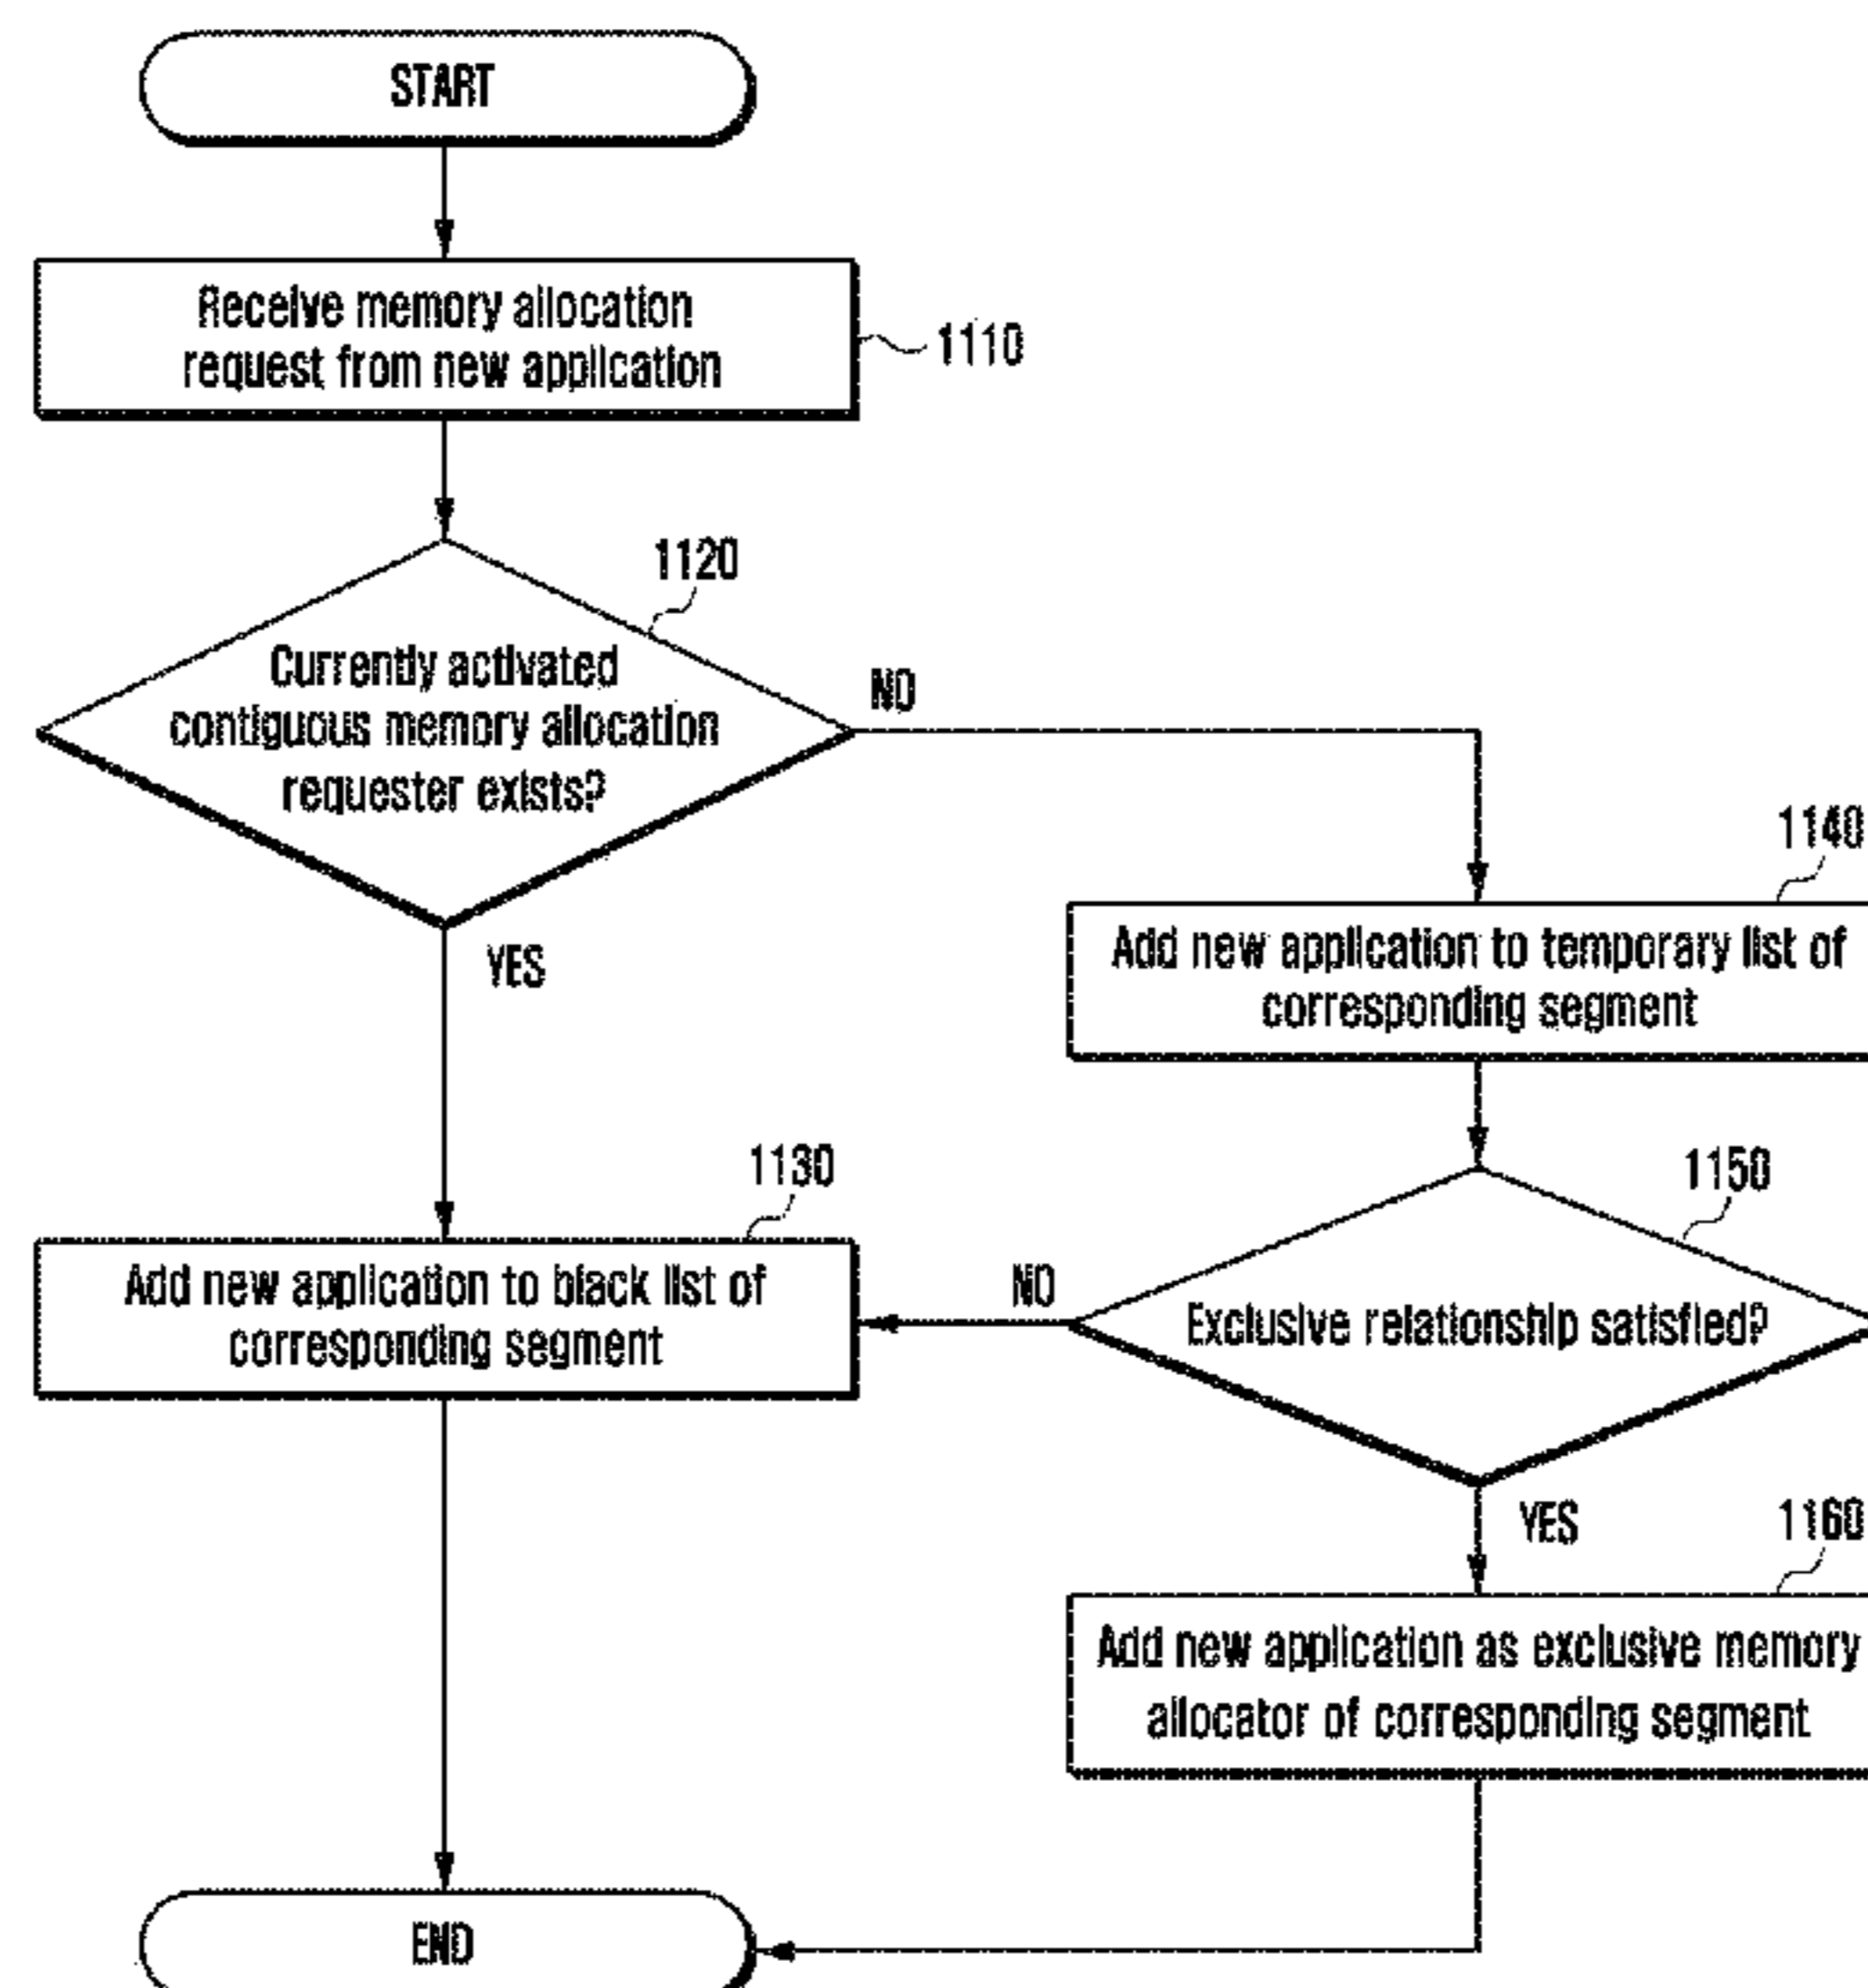 START
Receive memory allocation
request from new application
1110
1120
Currently activated
contiguous memory allocation
requester exists?
NO
YES
1140
Add new application to temporary list of
corresponding segment
1130
Add new application to black list of
corresponding segment
1150
NO
Exclusive relationship satisfied?
YES
1160
Add new application as exclusive memory
allocator of corresponding segment
END